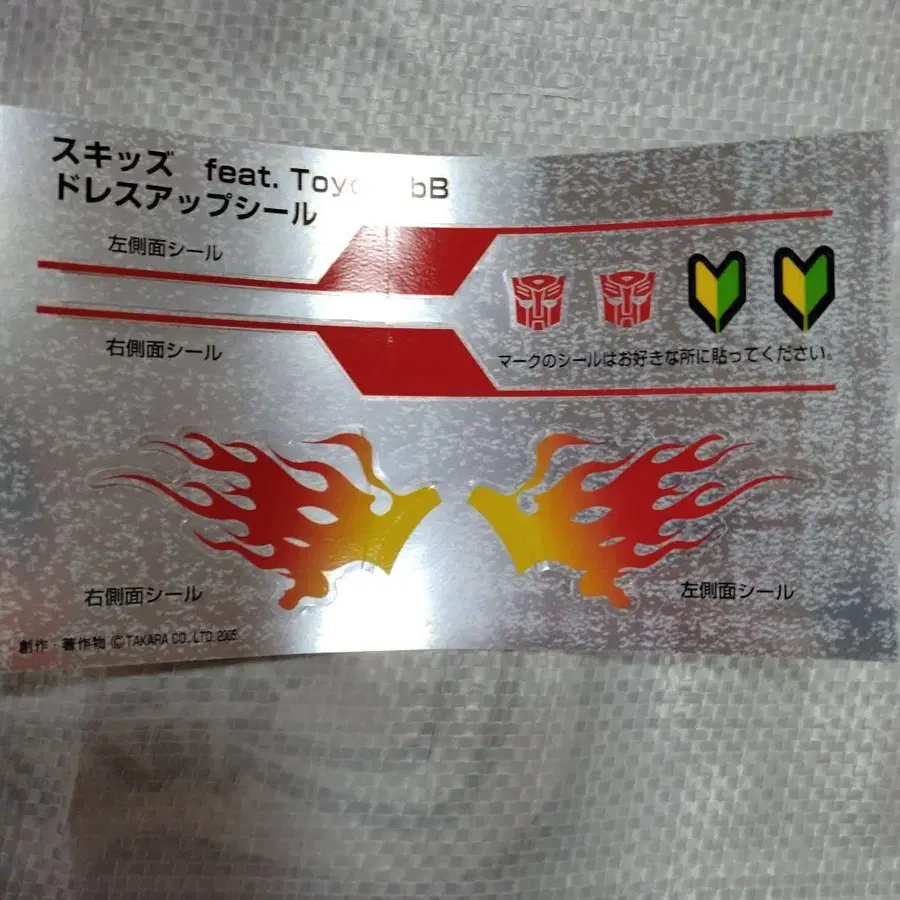 スキッズ feat. bB
ドレスアップシール
左側面シール
右側面シール
マークのシールはお好きな所に貼ってください。
右側面シール
左側面シール
創作・著作物 ©TAKARA CO., LTD. 2005